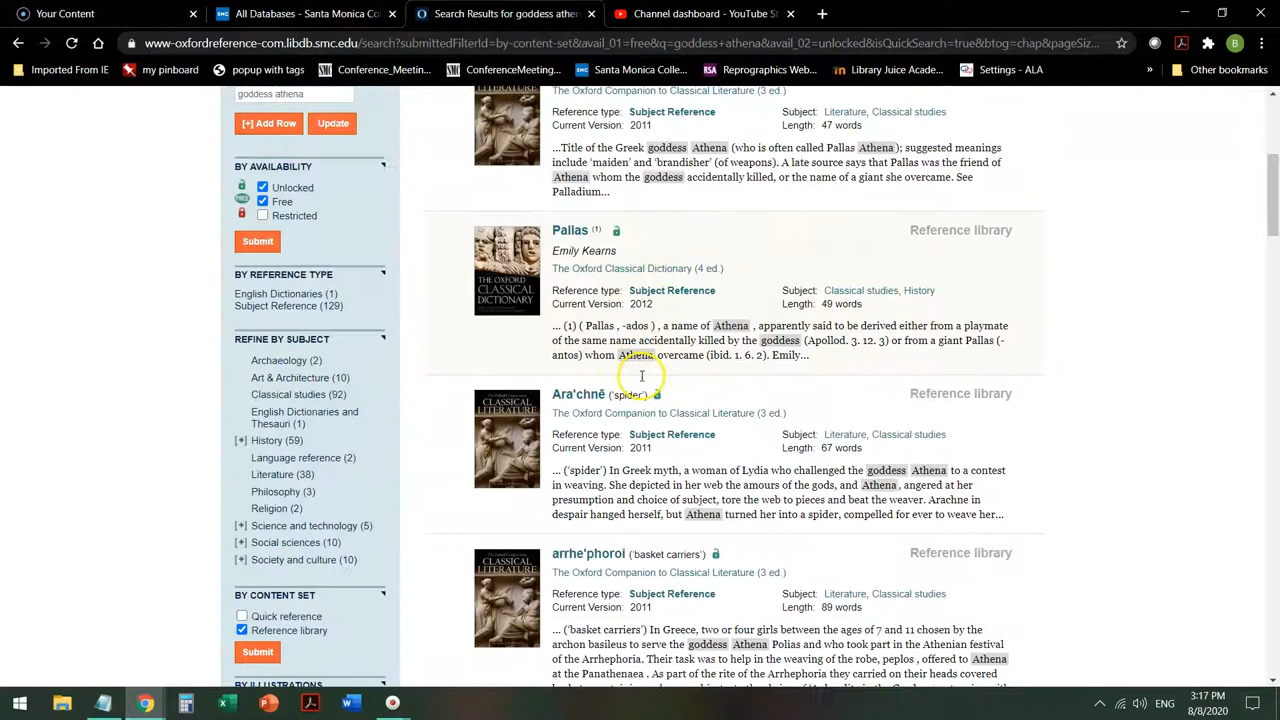 Your Content
All Databases - Santa Monica Co
Search Results for goddess athen
Channel dashboard - YouTube St
www-oxfordreference-com.libdb.smc.edu/search?submittedFilterId=by-content-set&avail_01=free&q=goddess+athena&avail_02=unlocked&isQuickSearch=true&btog=chap&pageSiz...
B
Imported From IE
my pinboard
popup with tags
Conference_Meetin...
ConferenceMeeting...
Santa Monica Colle...
Reprographics Web...
Library Juice Acade...
Settings - ALA
»
Other bookmarks
goddess athena
[+] Add Row
Update
BY AVAILABILITY
Unlocked
FREE
Free
Restricted
Submit
BY REFERENCE TYPE
English Dictionaries (1)
Subject Reference (129)
REFINE BY SUBJECT
Archaeology (2)
Art & Architecture (10)
Classical studies (92)
English Dictionaries and
Thesauri (1)
[+] History (59)
Language reference (2)
Literature (38)
Philosophy (3)
Religion (2)
[+] Science and technology (5)
[+] Social sciences (10)
[+] Society and culture (10)
BY CONTENT SET
Quick reference
Reference library
Submit
BY ILLUSTRATIONS
LITERATURE
The Oxford Companion to Classical Literature (3 ed.)
Reference type: Subject Reference
Subject: Literature, Classical studies
Current Version: 2011
Length: 47 words
...Title of the Greek goddess Athena (who is often called Pallas Athena); suggested meanings
include ‘maiden’ and ‘brandisher’ (of weapons). A late source says that Pallas was the friend of
Athena whom the goddess accidentally killed, or the name of a giant she overcame. See
Palladium...
THE OXFORD
CLASSICAL
DICTIONARY
Pallas (1)
Reference library
Emily Kearns
The Oxford Classical Dictionary (4 ed.)
Reference type: Subject Reference
Subject: Classical studies, History
Current Version: 2012
Length: 49 words
... (1) ( Pallas , -ados ) , a name of Athena , apparently said to be derived either from a playmate
of the same name accidentally killed by the goddess (Apollod. 3. 12. 3) or from a giant Pallas (-
antos) whom Athena overcame (ibid. 1. 6. 2). Emily...
CLASSICAL
LITERATURE
Ara'chnē (‘spider’)
Reference library
The Oxford Companion to Classical Literature (3 ed.)
Reference type: Subject Reference
Subject: Literature, Classical studies
Current Version: 2011
Length: 67 words
... (‘spider’) In Greek myth, a woman of Lydia who challenged the goddess Athena to a contest
in weaving. She depicted in her web the amours of the gods, and Athena, angered at her
presumption and choice of subject, tore the web to pieces and beat the weaver. Arachne in
despair hanged herself, but Athena turned her into a spider, compelled for ever to weave her...
CLASSICAL
LITERATURE
arrhe'phoroi (‘basket carriers’)
Reference library
The Oxford Companion to Classical Literature (3 ed.)
Reference type: Subject Reference
Subject: Literature, Classical studies
Current Version: 2011
Length: 89 words
... (‘basket carriers’) In Greece, two or four girls between the ages of 7 and 11 chosen by the
archon basileus to serve the goddess Athena Polias and who took part in the Athenian festival
of the Arrhephoria. Their task was to help in the weaving of the robe, peplos , offered to Athena
at the Panathenaea . As part of the rite of the Arrhephoria they carried on their heads covered
ENG
3:17 PM
8/8/2020